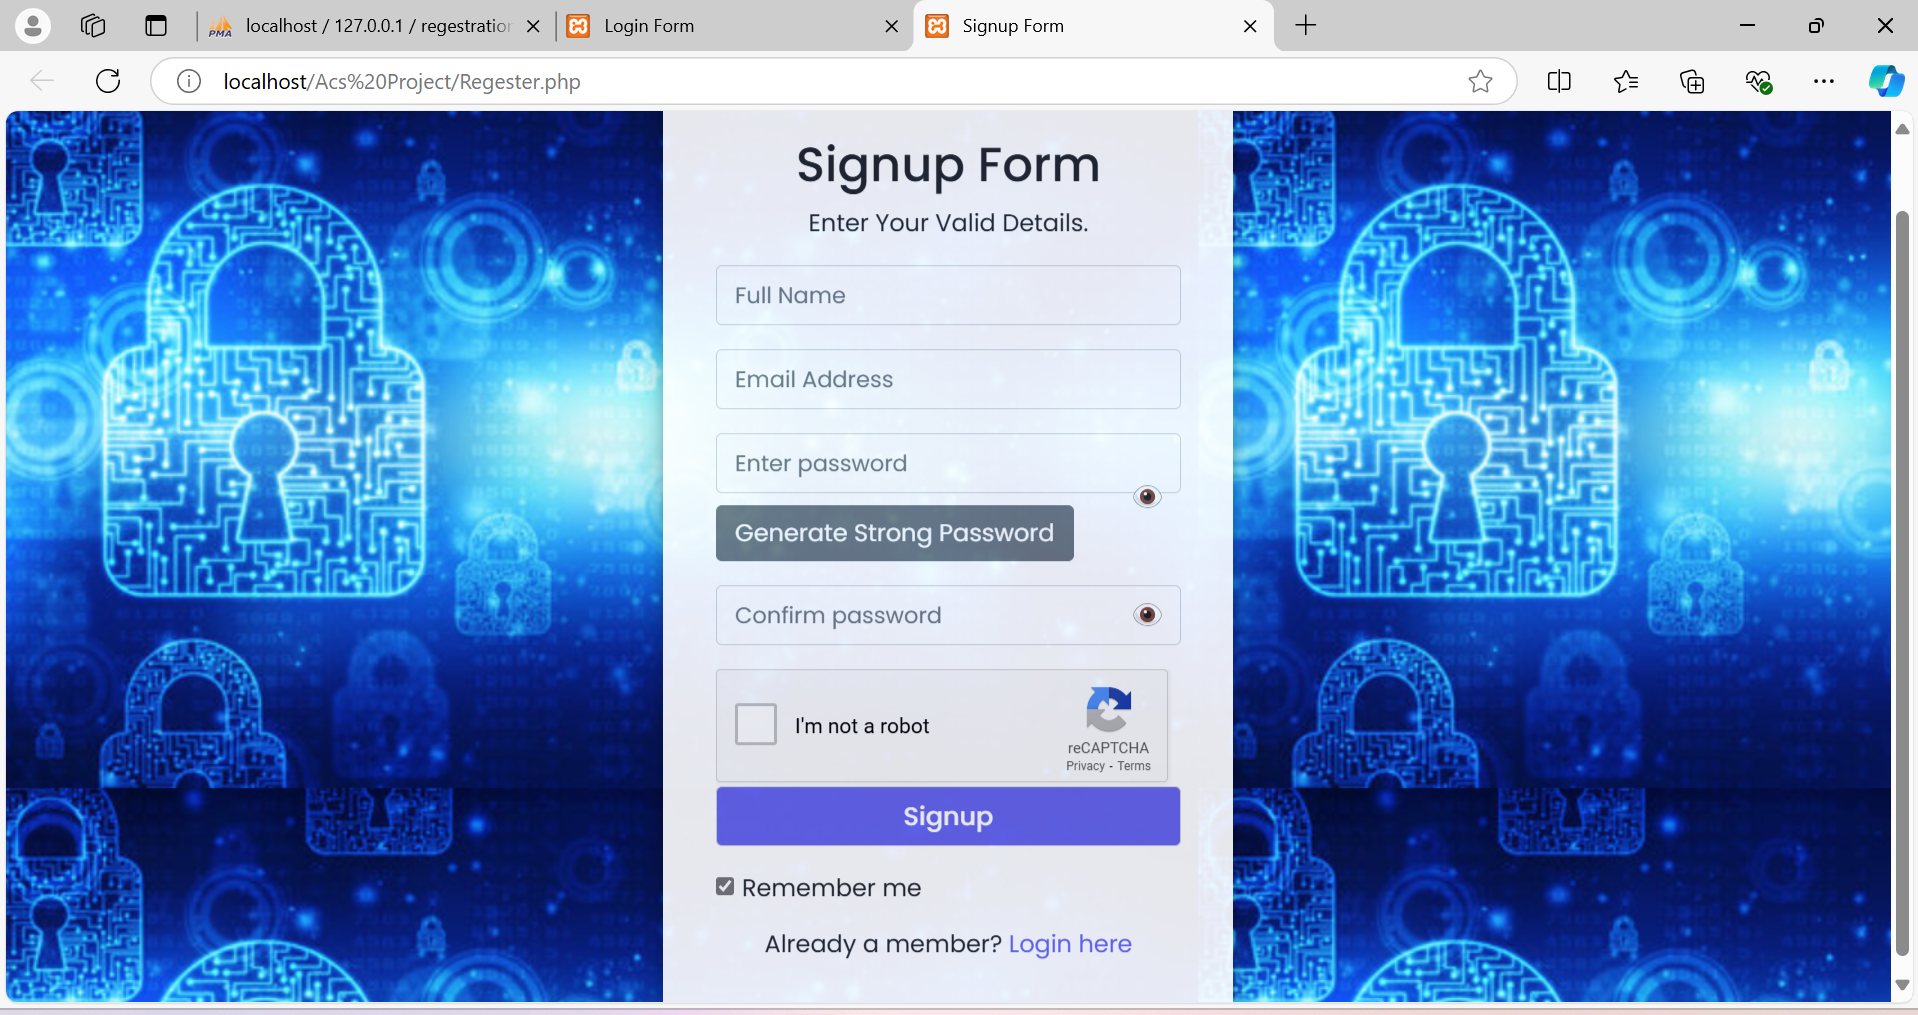 localhost / 127.0.0.1 / regestration
Login Form
Signup Form
localhost/Acs%20Project/Regester.php
Signup Form
Enter Your Valid Details.
Full Name
Email Address
Enter password
Generate Strong Password
Confirm password
I'm not a robot
reCAPTCHA
Privacy - Terms
Signup
Remember me
Already a member? Login here